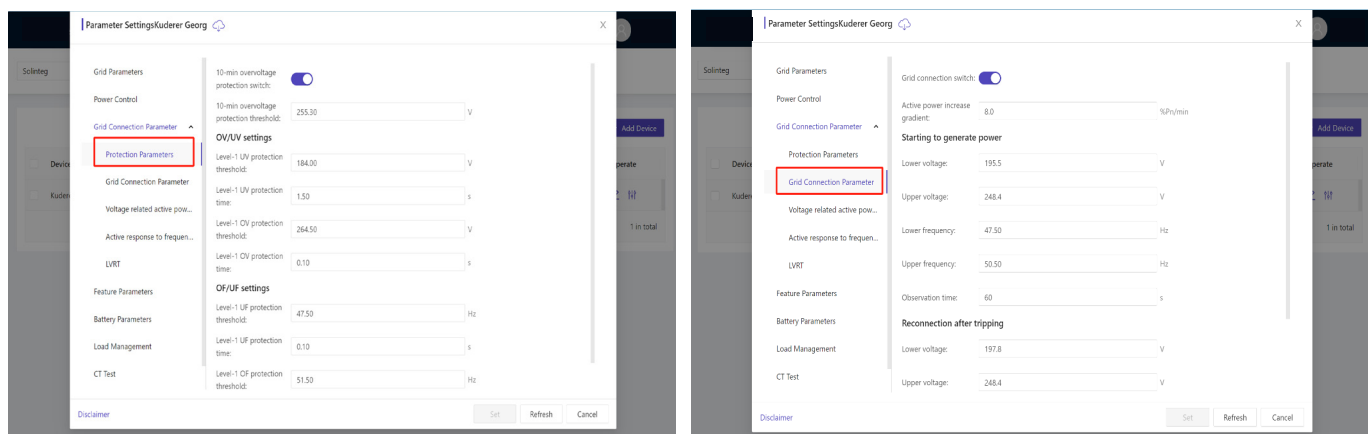 Parameter SettingsKuderer Georg
X
Solinteg
Grid Parameters
Power Control
Grid Connection Parameter
Protection Parameters
Grid Connection Parameter
Voltage related active pow...
Active response to frequen...
LVRT
Feature Parameters
Battery Parameters
Load Management
CT Test
10-min overvoltage
protection switch:
10-min overvoltage
protection threshold:
255.30
V
OV/UV settings
Level-1 UV protection
threshold:
184.00
V
Level-1 UV protection
time:
1.50
s
Level-1 OV protection
threshold:
264.50
V
Level-1 OV protection
time:
0.10
s
OF/UF settings
Level-1 UF protection
threshold:
47.50
Hz
Level-1 UF protection
time:
0.10
s
Level-1 OF protection
threshold:
51.50
Hz
Add Device
Device
perate
Kuder
1 in total
Disclaimer
Set
Refresh
Cancel
Parameter SettingsKuderer Georg
X
Solinteg
Grid Parameters
Power Control
Grid Connection Parameter
Protection Parameters
Grid Connection Parameter
Voltage related active pow...
Active response to frequen...
LVRT
Feature Parameters
Battery Parameters
Load Management
CT Test
Grid connection switch:
Active power increase
gradient:
8.0
%Pn/min
Starting to generate power
Lower voltage:
195.5
V
Upper voltage:
248.4
V
Lower frequency:
47.50
Hz
Upper frequency:
50.50
Hz
Observation time:
60
s
Reconnection after tripping
Lower voltage:
197.8
V
Upper voltage:
248.4
V
Add Device
Device
perate
Kuder
1 in total
Disclaimer
Set
Refresh
Cancel